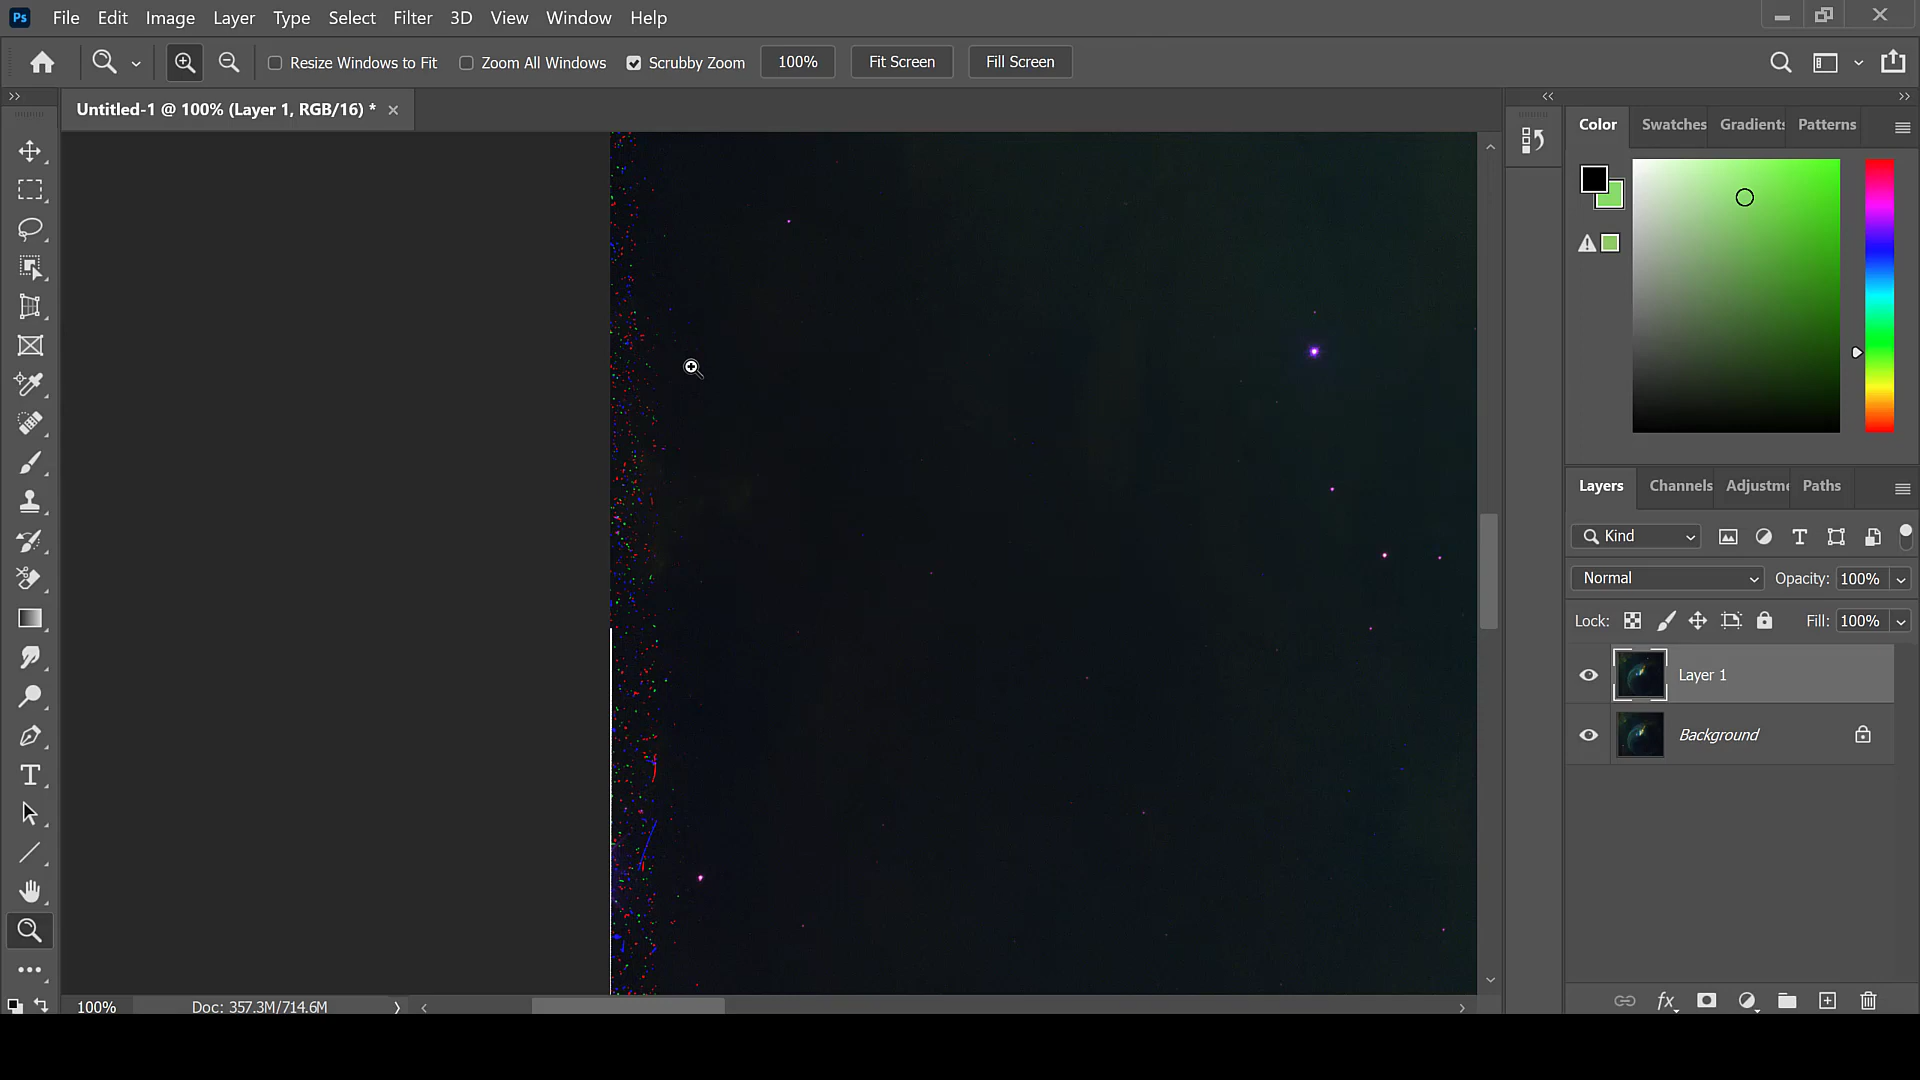 Ps File Edit Image Layer Type Select Filter 3D View Window Help
Resize Windows to Fit Zoom All Windows Scrubby Zoom 100% Fit Screen Fill Screen
Untitled-1 @ 100% (Layer 1, RGB/16) *
Color Swatches Gradients Patterns
Layers Channels Adjustme Paths
Kind
Normal Opacity: 100%
Lock: Fill: 100%
Layer 1
Background
fx
100% Doc: 357.3M/714.6M